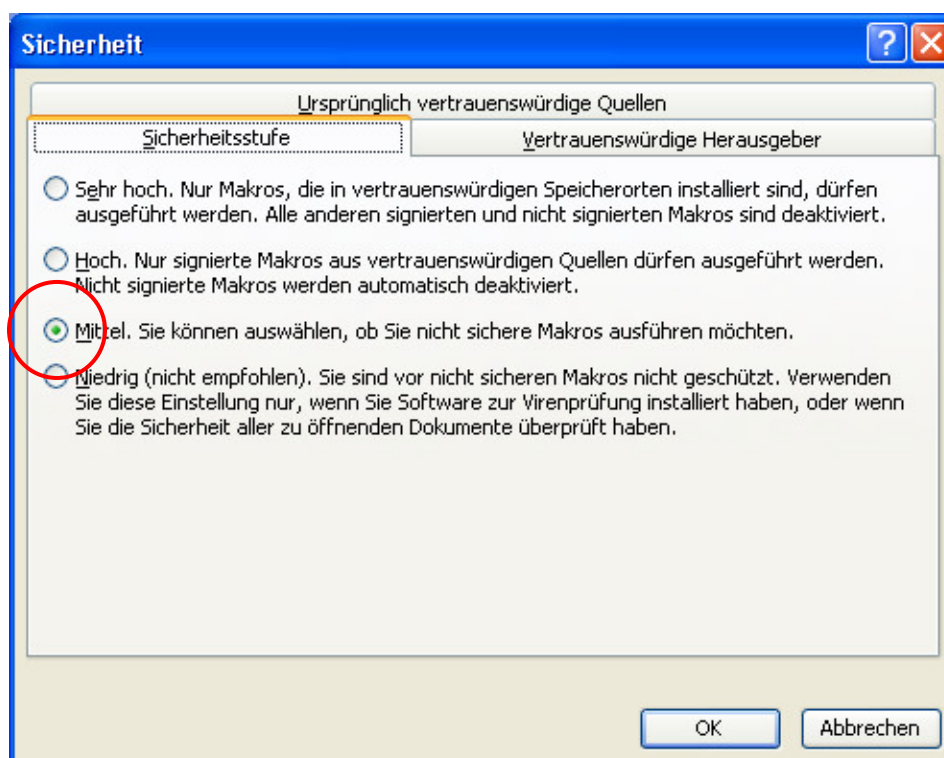 Sicherheit
Ursprünglich vertrauenswürdige Quellen
Sicherheitsstufe
Vertrauenswürdige Herausgeber
Sehr hoch. Nur Makros, die in vertrauenswürdigen Speicherorten installiert sind, dürfen
ausgeführt werden. Alle anderen signierten und nicht signierten Makros sind deaktiviert.
Hoch. Nur signierte Makros aus vertrauenswürdigen Quellen dürfen ausgeführt werden.
Nicht signierte Makros werden automatisch deaktiviert.
Mittel. Sie können auswählen, ob Sie nicht sichere Makros ausführen möchten.
Niedrig (nicht empfohlen). Sie sind vor nicht sicheren Makros nicht geschützt. Verwenden
Sie diese Einstellung nur, wenn Sie Software zur Virenprüfung installiert haben, oder wenn
Sie die Sicherheit aller zu öffnenden Dokumente überprüft haben.
OK
Abbrechen